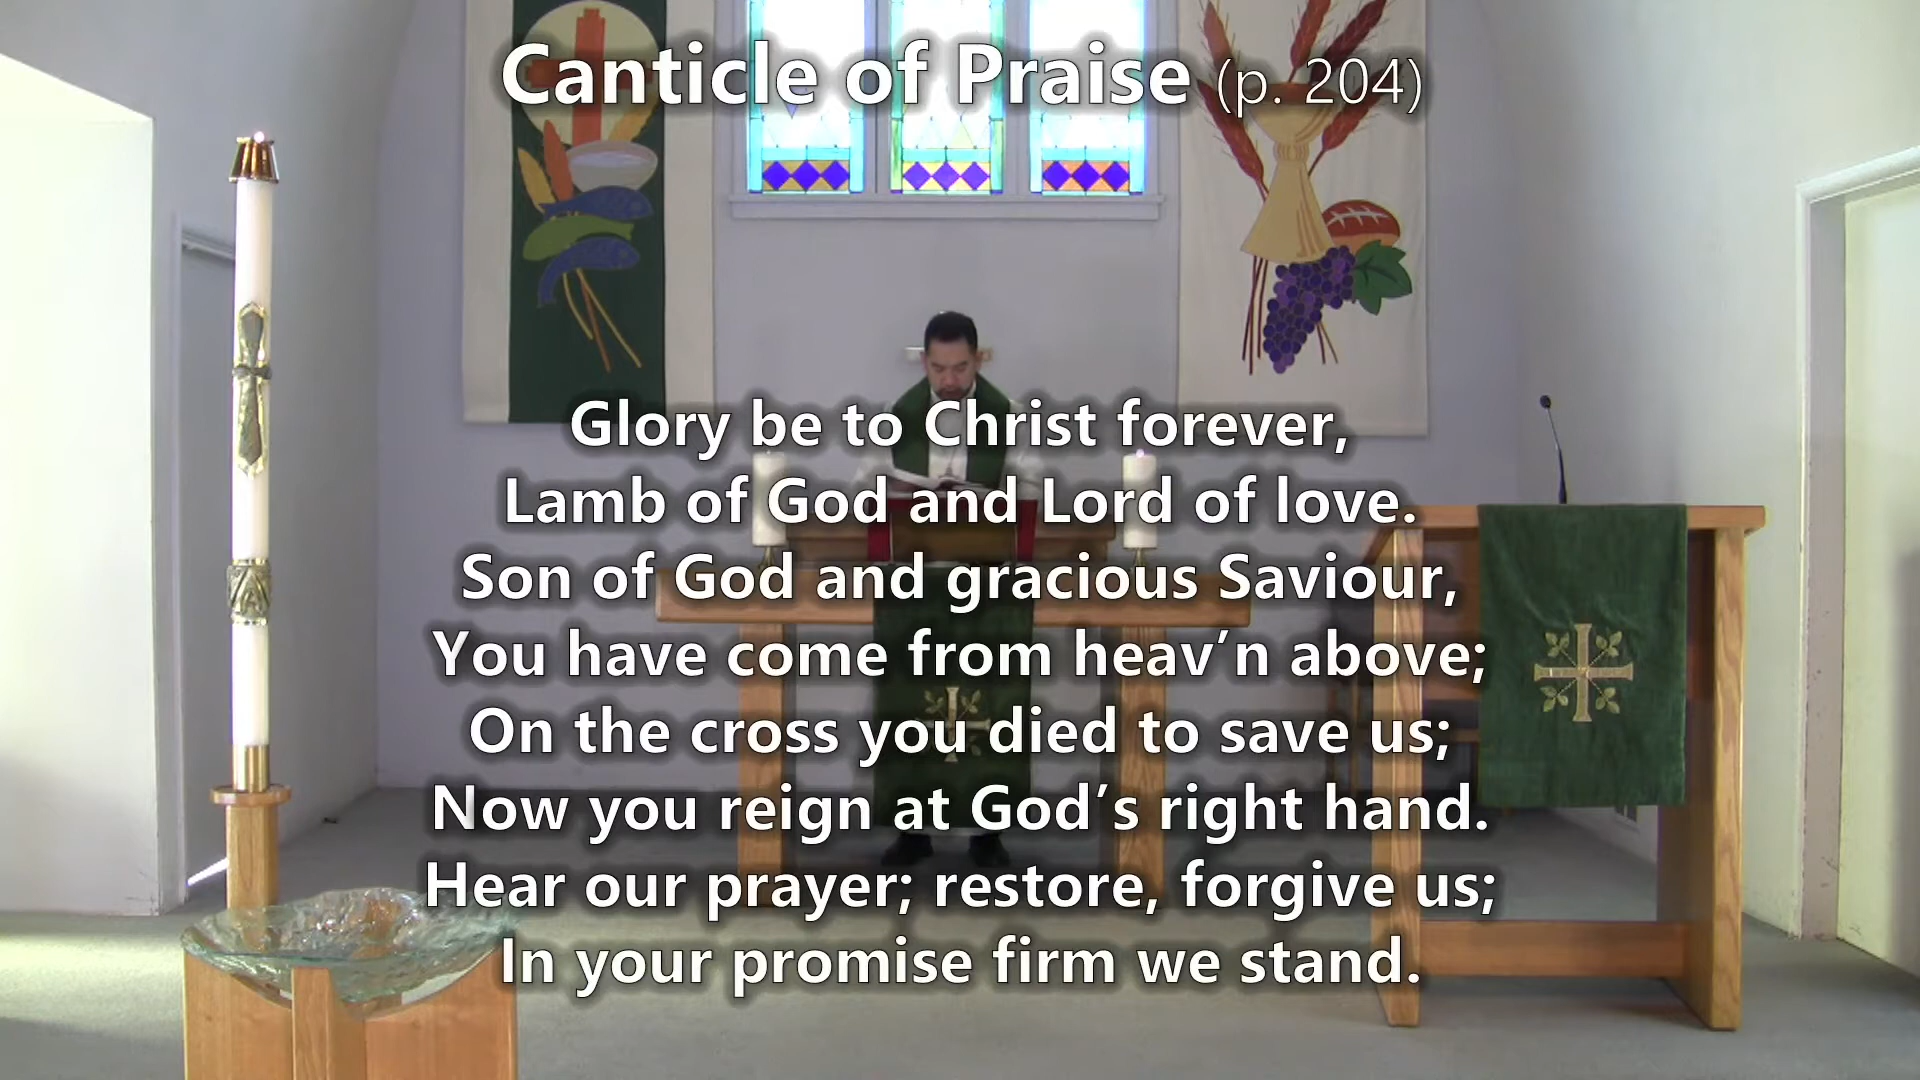 Canticle of Praise (p. 204)
Glory be to Christ forever,
Lamb of God and Lord of love.
Son of God and gracious Saviour,
You have come from heav’n above;
On the cross you died to save us;
Now you reign at God’s right hand.
Hear our prayer; restore, forgive us;
In your promise firm we stand.